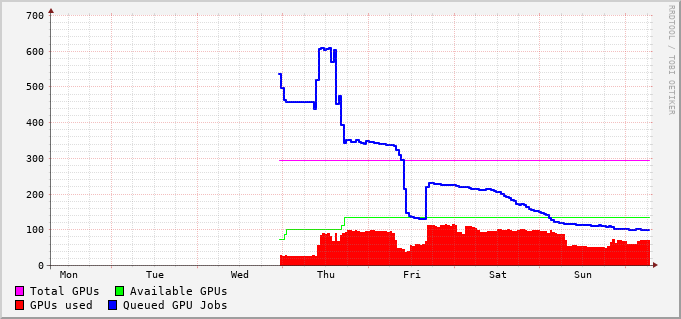 700
600
500
400
300
200
100
0
Mon Tue Wed Thu Fri Sat Sun
Total GPUs Available GPUs
GPUs used Queued GPU Jobs
RRDTOOL / TOBI OETIKER